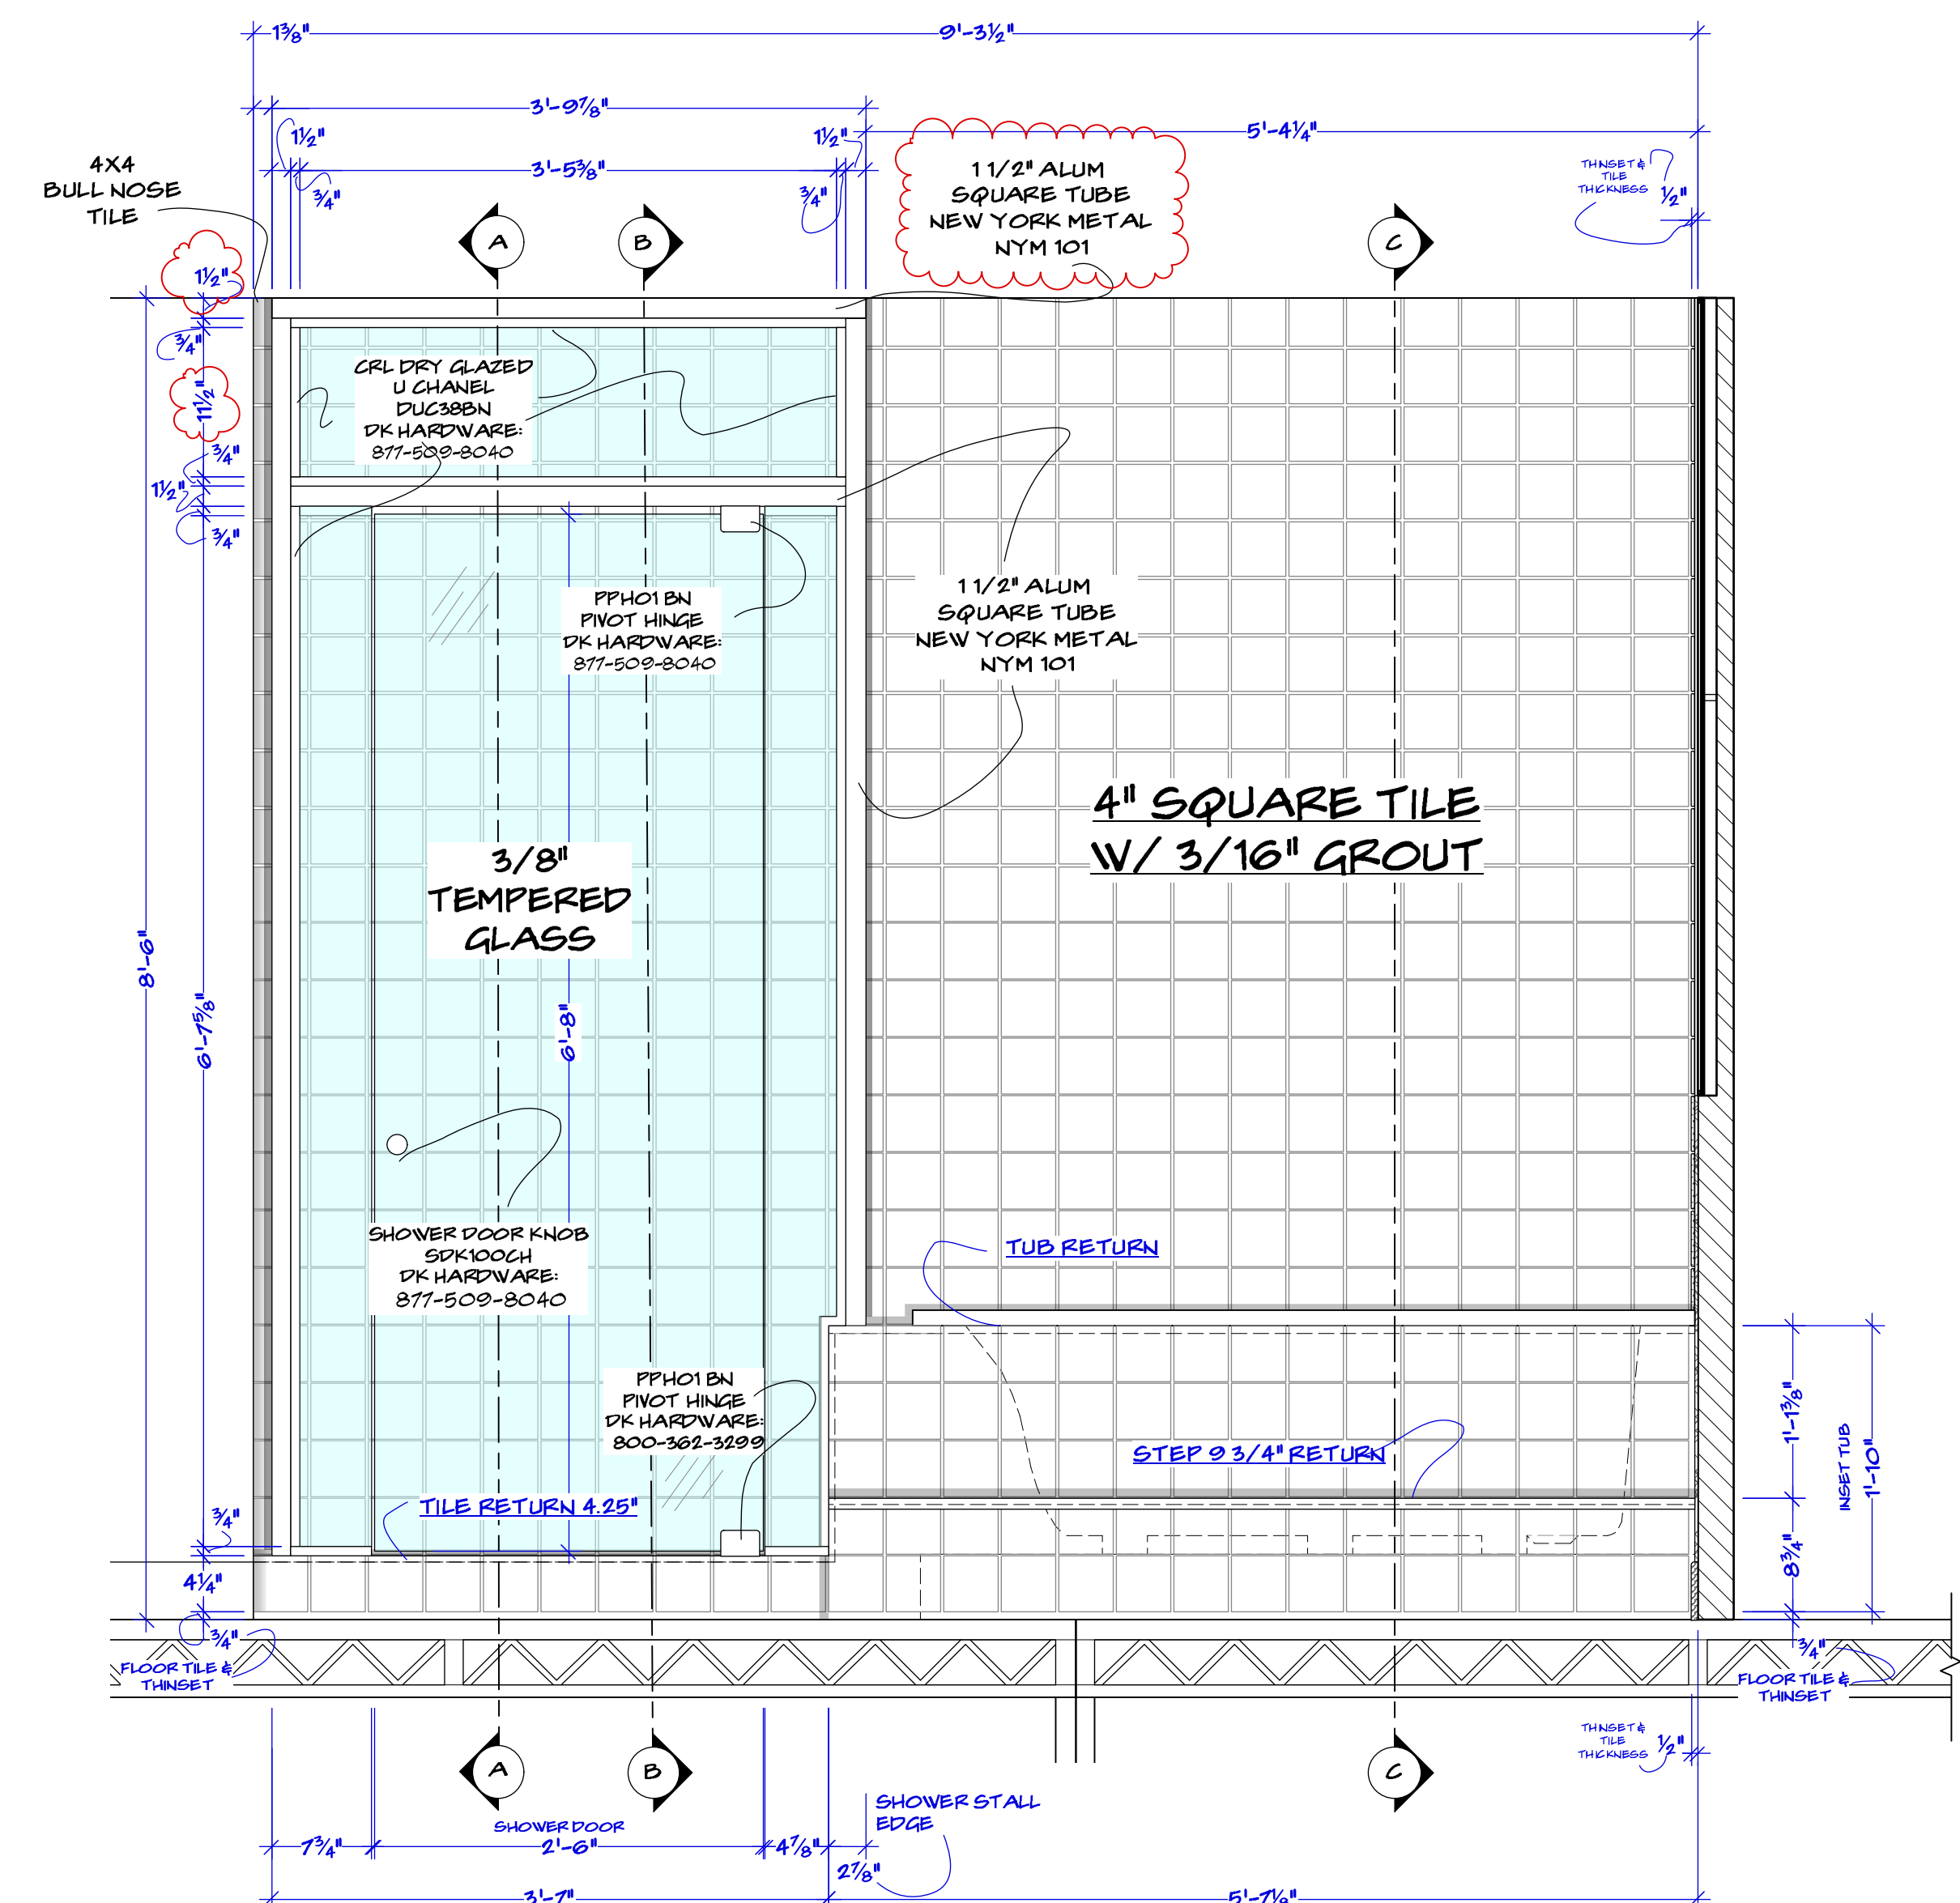 1⅜"
9'-3½"
3'-9⅞"
1½"
1½"
5'-4¼"
3'-5⅜"
¾"
¾"
4X4
BULL NOSE
TILE
1 1/2" ALUM
SQUARE TUBE
NEW YORK METAL
NYM 101
THINSET &
TILE
THICKNESS
½"
A
B
C
1½"
¾"
11½"
¾"
1½"
¾"
CRL DRY GLAZED
U CHANEL
DUC38BN
DK HARDWARE:
877-509-8040
PPH01 BN
PIVOT HINGE
DK HARDWARE:
877-509-8040
1 1/2" ALUM
SQUARE TUBE
NEW YORK METAL
NYM 101
4" SQUARE TILE
W/ 3/16" GROUT
3/8"
TEMPERED
GLASS
8'-6"
6'-7⅝"
6'-8"
SHOWER DOOR KNOB
SDK100CH
DK HARDWARE:
877-509-8040
TUB RETURN
PPH01 BN
PIVOT HINGE
DK HARDWARE:
800-362-3299
STEP 9 3/4" RETURN
TILE RETURN 4.25"
1'-1⅜"
INSET TUB
1'-10"
8¾"
¾"
4¼"
¾"
FLOOR TILE &
THINSET
¾"
FLOOR TILE &
THINSET
THINSET &
TILE
THICKNESS
½"
A
B
C
SHOWER DOOR
SHOWER STALL
EDGE
7¾"
2'-6"
4⅞"
2⅞"
3'-7"
5'-7⅛"